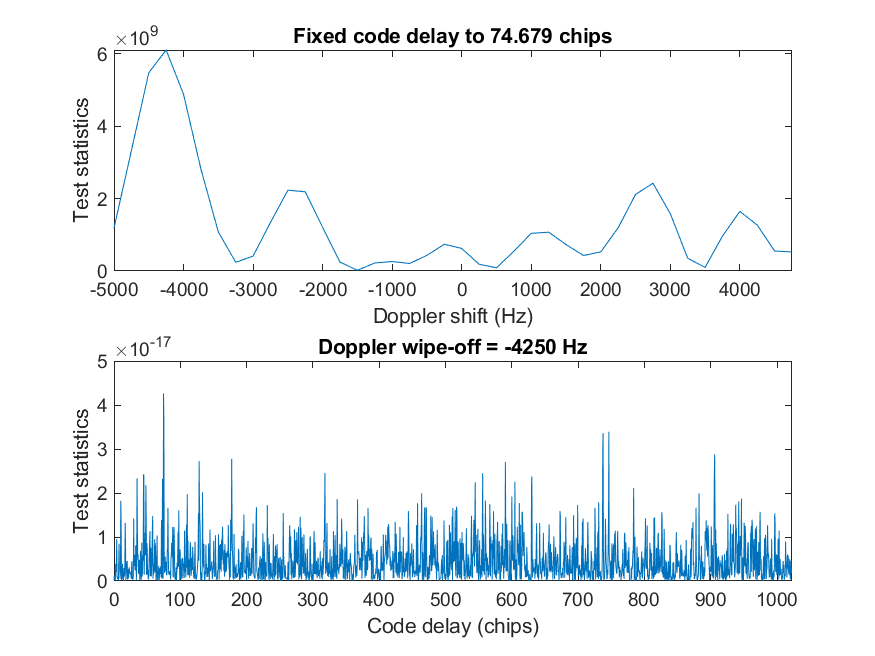 ×10^9
Fixed code delay to 74.679 chips
6
4
2
0
Test statistics
-5000 -4000 -3000 -2000 -1000 0 1000 2000 3000 4000
Doppler shift (Hz)
×10^-17
Doppler wipe-off = -4250 Hz
5
4
3
2
1
0
Test statistics
0 100 200 300 400 500 600 700 800 900 1000
Code delay (chips)